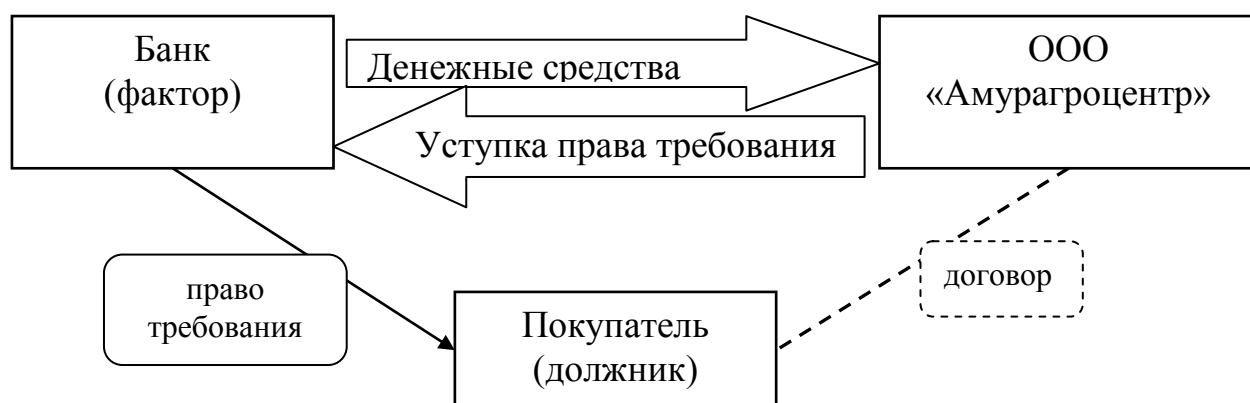 Банк
(фактор)
Денежные средства
ООО
«Амурагроцентр»
Уступка права требования
право
требования
договор
Покупатель
(должник)